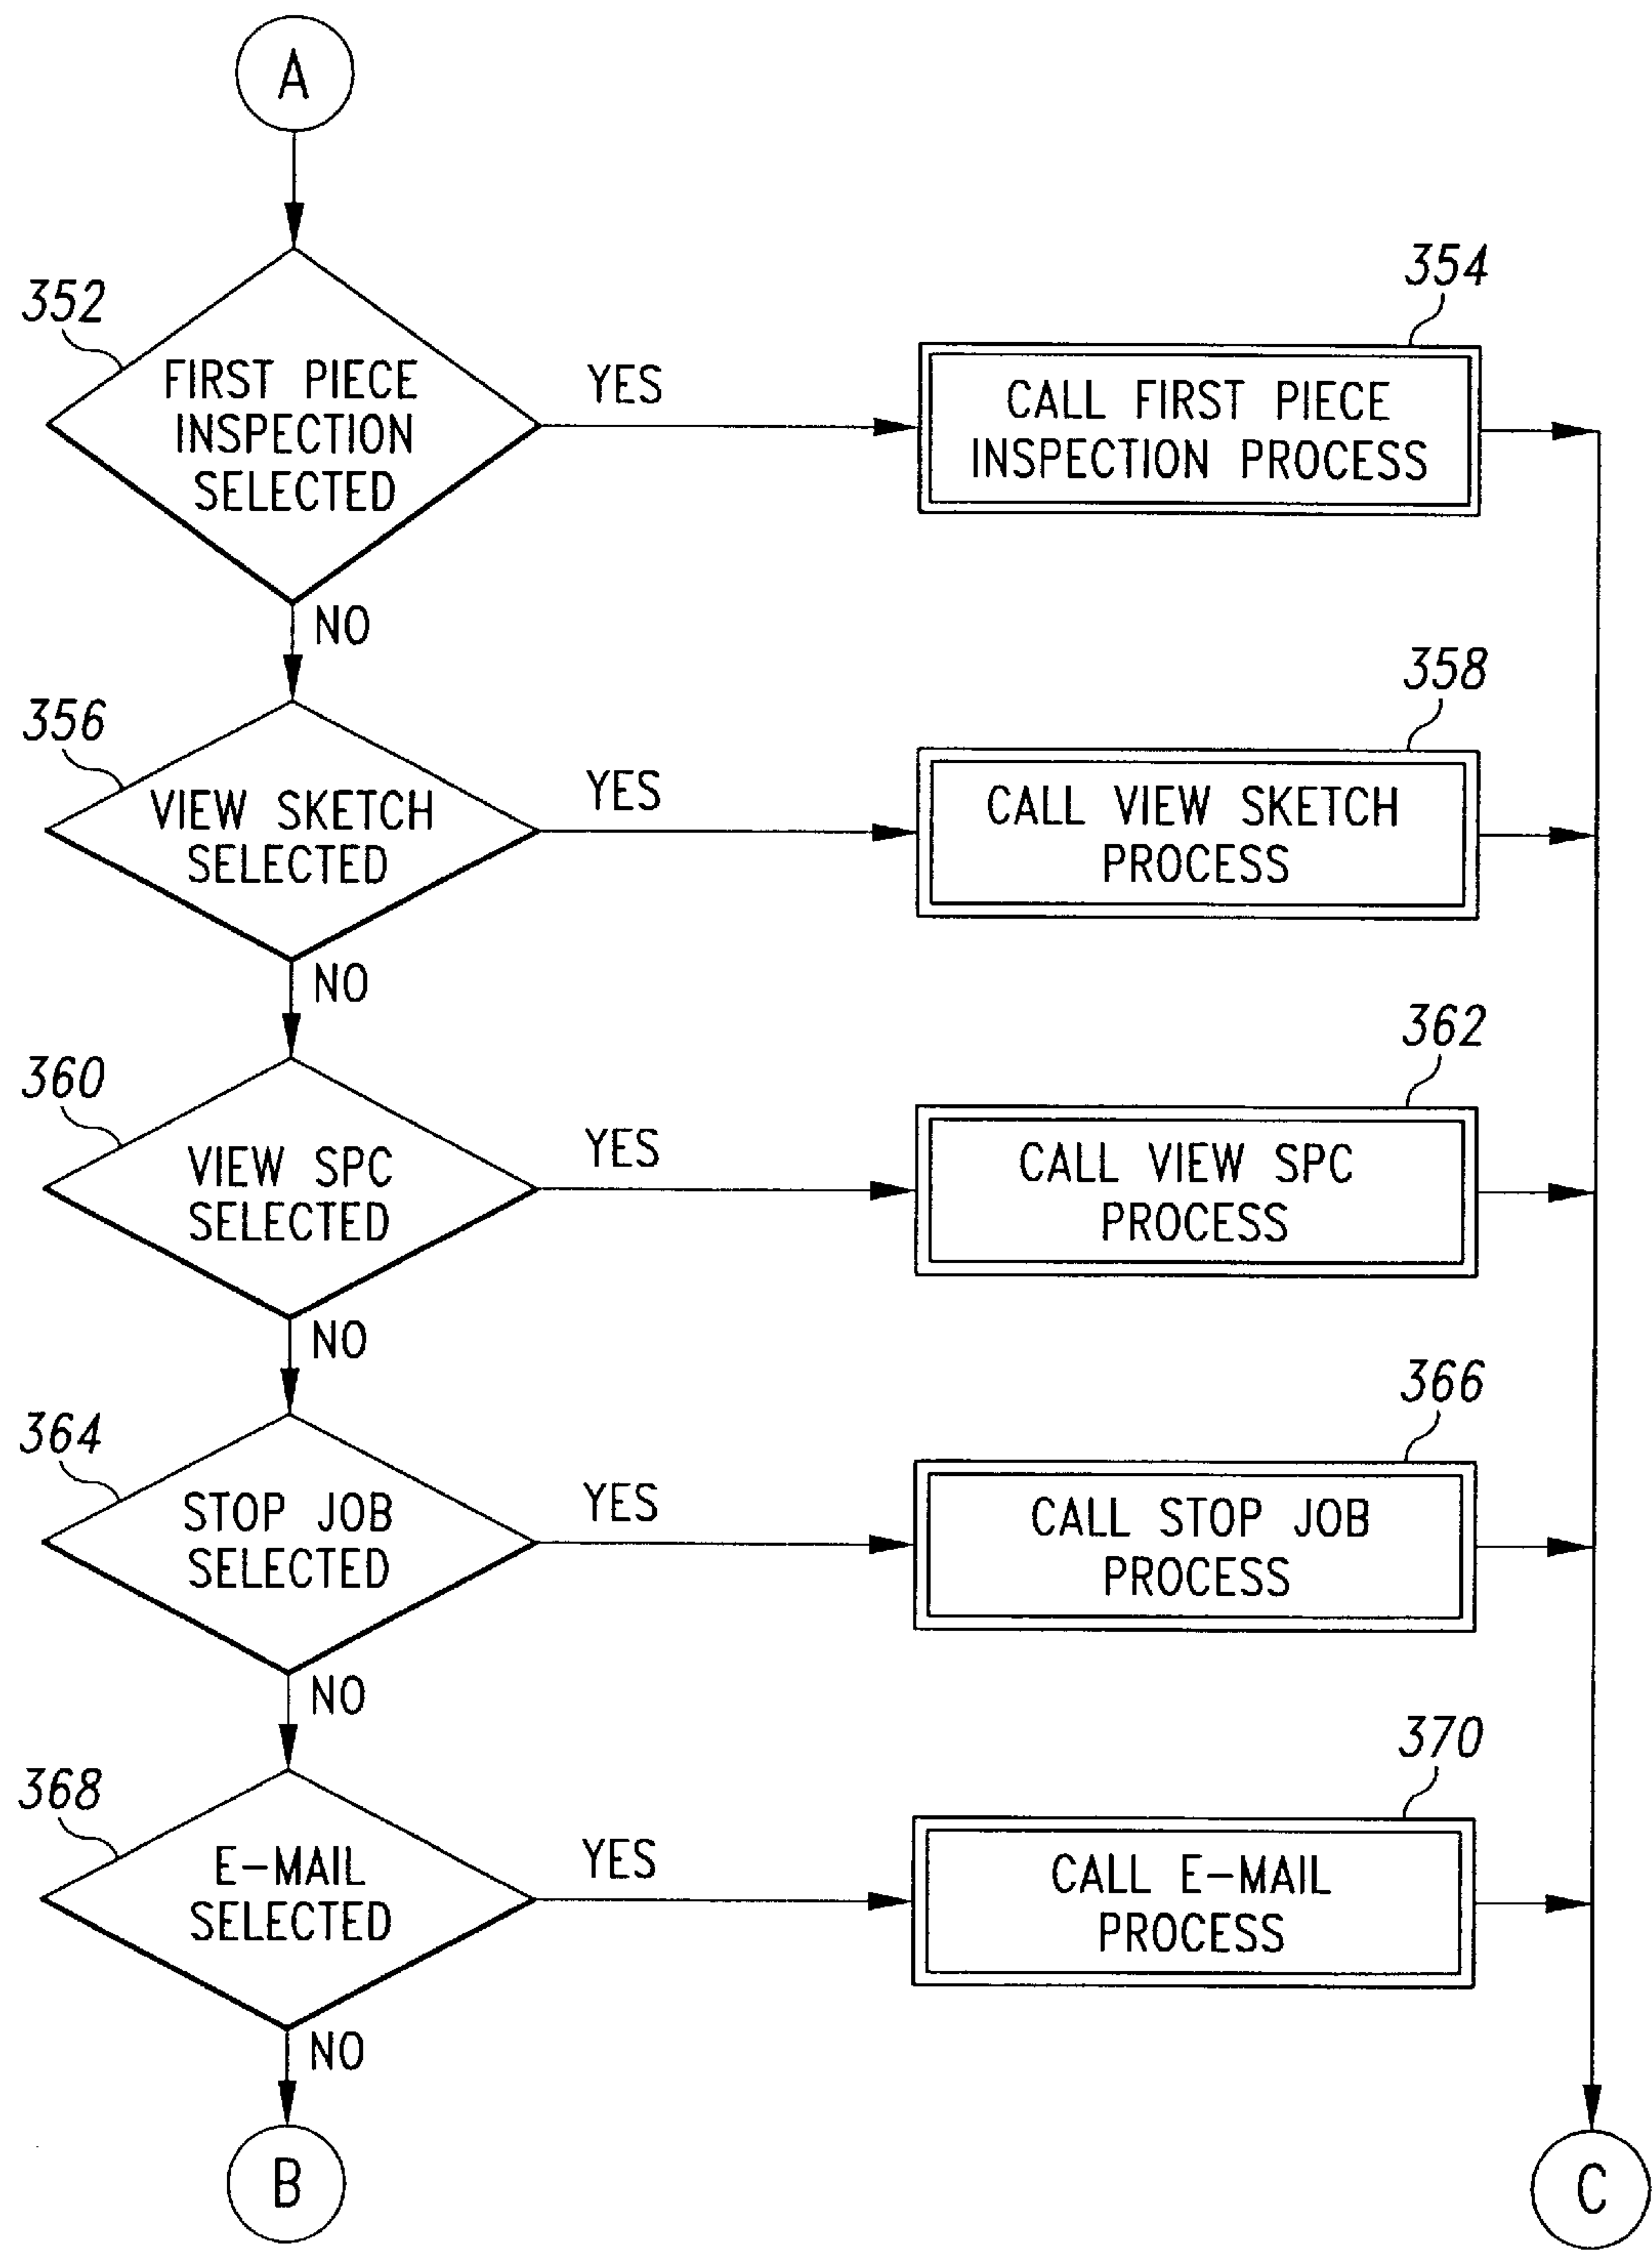 A
352
FIRST PIECE
INSPECTION
SELECTED
YES
354
CALL FIRST PIECE
INSPECTION PROCESS
NO
356
VIEW SKETCH
SELECTED
YES
358
CALL VIEW SKETCH
PROCESS
NO
360
VIEW SPC
SELECTED
YES
362
CALL VIEW SPC
PROCESS
NO
364
STOP JOB
SELECTED
YES
366
CALL STOP JOB
PROCESS
NO
368
E-MAIL
SELECTED
YES
370
CALL E-MAIL
PROCESS
NO
B
C